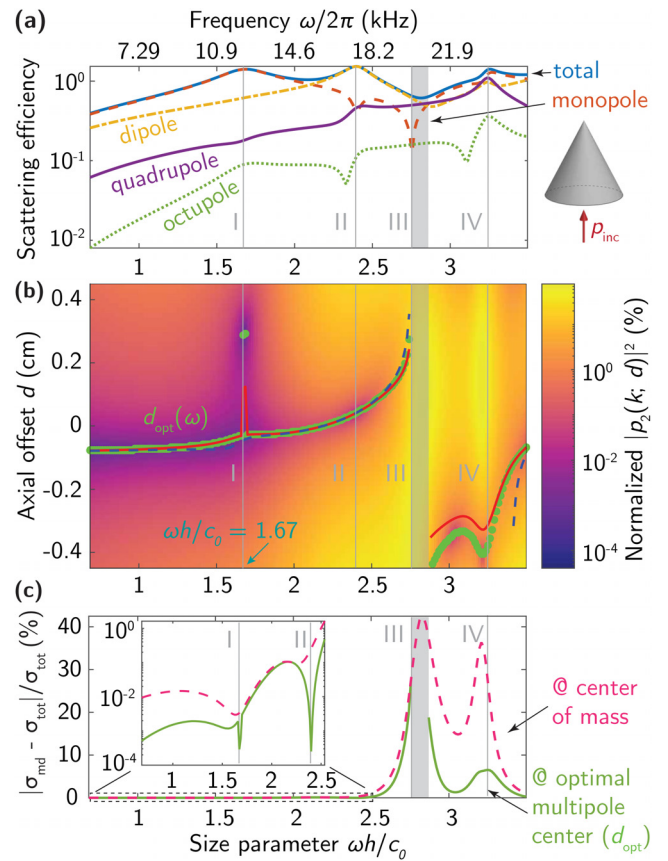 (a)
Frequency ω/2π (kHz)
7.29 10.9 14.6 18.2 21.9
Scattering efficiency
10^0
10^-1
10^-2
total
monopole
dipole
quadrupole
octupole
I II III IV
p_inc
1 1.5 2 2.5 3
(b)
Axial offset d (cm)
0.4
0.2
0
-0.2
-0.4
d_opt(ω)
I II III IV
ωh/c_0 = 1.67
1 1.5 2 2.5 3
Normalized |p_2(k; d)|^2 (%)
10^0
10^-2
10^-4
(c)
|σ_md - σ_tot|/σ_tot (%)
40
30
20
10
0
10^0
10^-2
10^-4
I II
1 1.5 2 2.5
III IV
@ center
of mass
@ optimal
multipole
center (d_opt)
1 1.5 2 2.5 3
Size parameter ωh/c_0